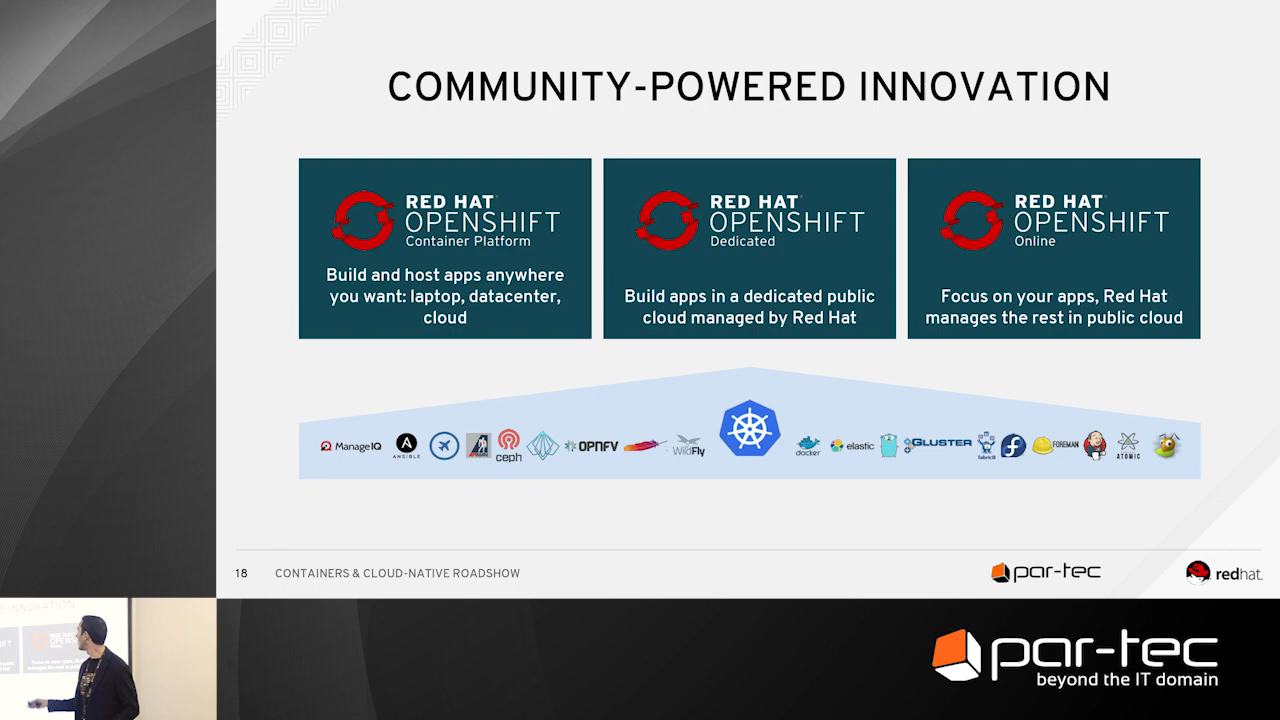 COMMUNITY-POWERED INNOVATION
RED HAT
OPENSHIFT
Container Platform
Build and host apps anywhere
you want: laptop, datacenter,
cloud
RED HAT
OPENSHIFT
Dedicated
Build apps in a dedicated public
cloud managed by Red Hat
RED HAT
OPENSHIFT
Online
Focus on your apps, Red Hat
manages the rest in public cloud
ManageIQ
ANSIBLE
ceph
OPNFV
WildFly
docker
elastic
GLUSTER
fabric8
FOREMAN
ATOMIC
18 CONTAINERS & CLOUD-NATIVE ROADSHOW
par-tec
redhat.
par-tec
beyond the IT domain